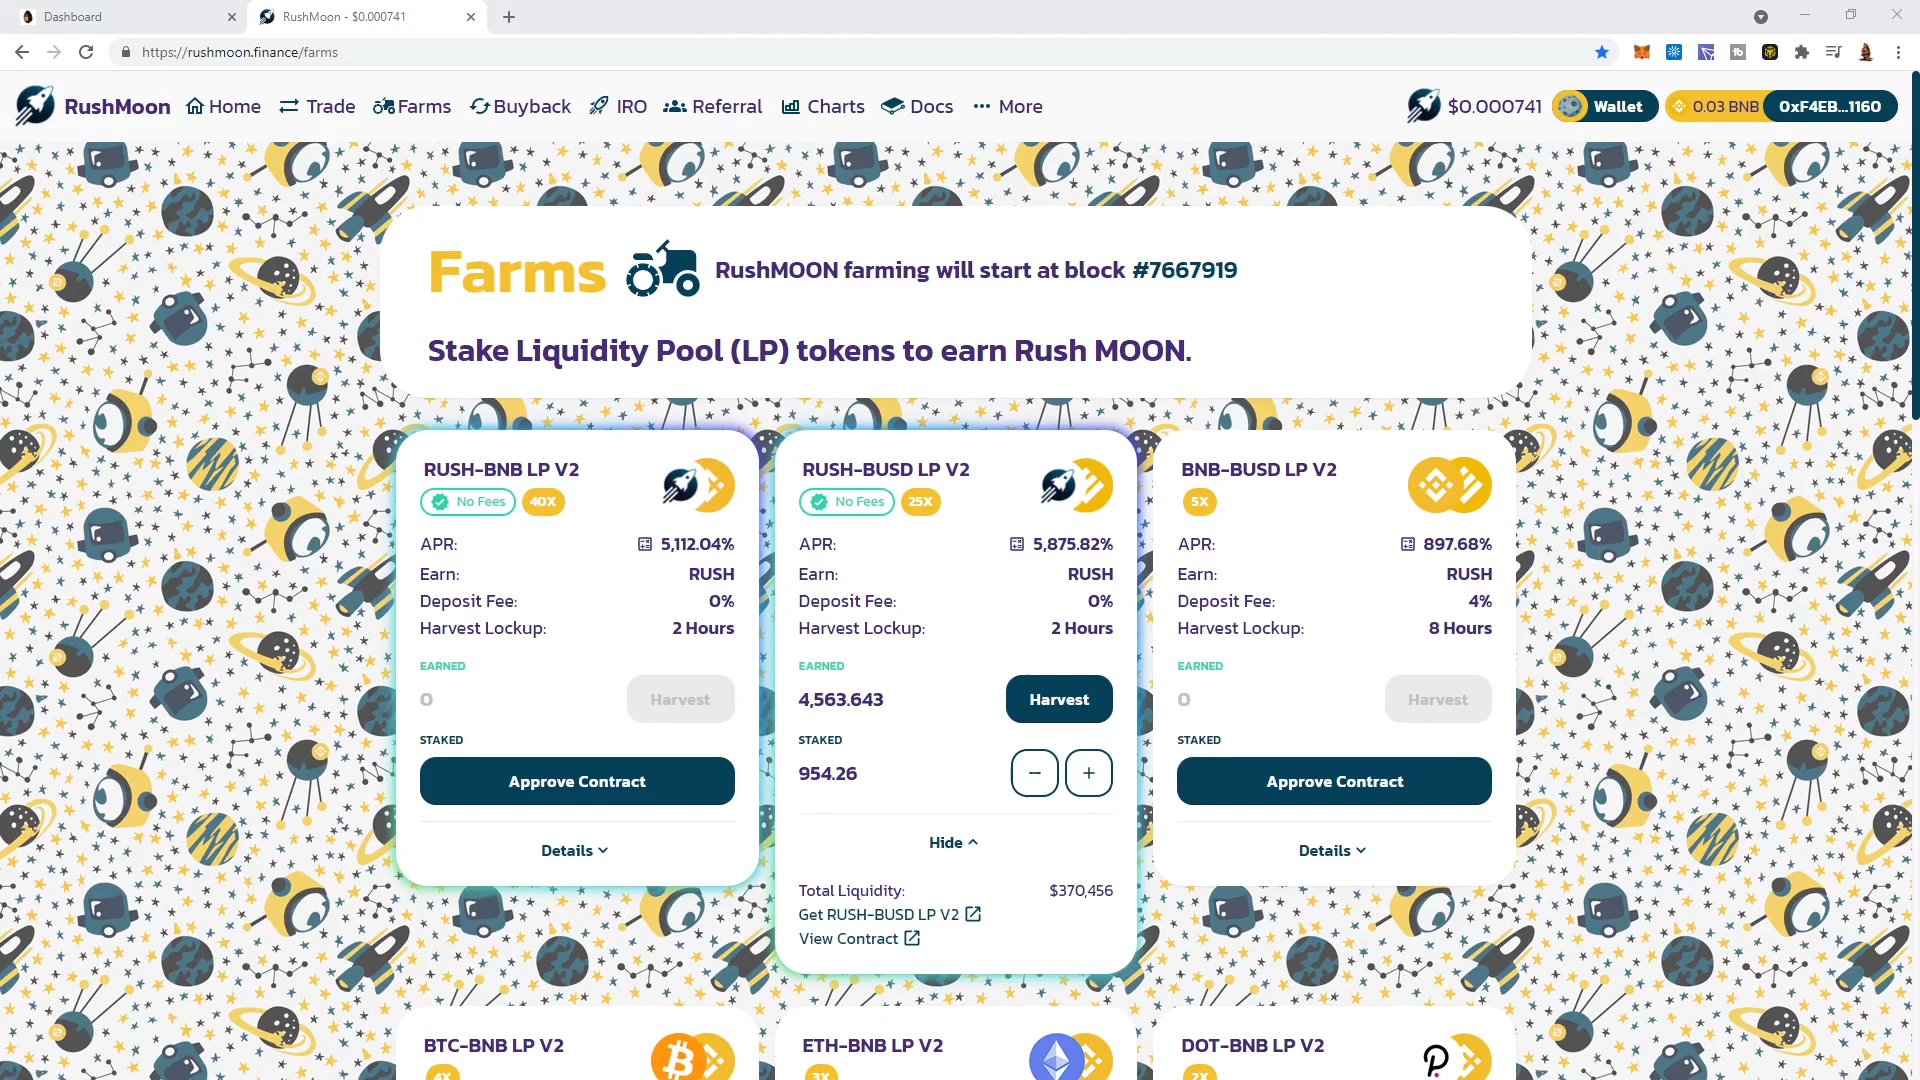 Dashboard
RushMoon - $0.000741
https://rushmoon.finance/farms
RushMoon
Home
Trade
Farms
Buyback
IRO
Referral
Charts
Docs
More
$0.000741
Wallet
0.03 BNB
0xF4EB...1160
Farms
RushMOON farming will start at block #7667919
Stake Liquidity Pool (LP) tokens to earn Rush MOON.
RUSH-BNB LP V2
No Fees
40X
APR:
5,112.04%
Earn:
RUSH
Deposit Fee:
0%
Harvest Lockup:
2 Hours
EARNED
0
Harvest
STAKED
Approve Contract
Details
RUSH-BUSD LP V2
No Fees
25X
APR:
5,875.82%
Earn:
RUSH
Deposit Fee:
0%
Harvest Lockup:
2 Hours
EARNED
4,563.643
Harvest
STAKED
954.26
Hide
Total Liquidity:
$370,456
Get RUSH-BUSD LP V2
View Contract
BNB-BUSD LP V2
5X
APR:
897.68%
Earn:
RUSH
Deposit Fee:
4%
Harvest Lockup:
8 Hours
EARNED
0
Harvest
STAKED
Approve Contract
Details
BTC-BNB LP V2
4X
ETH-BNB LP V2
3X
DOT-BNB LP V2
2X